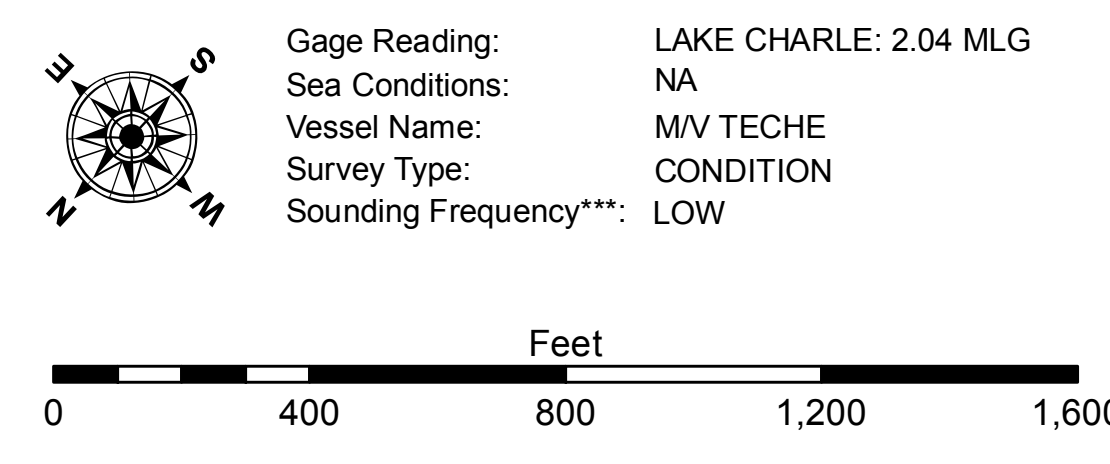 E S N W
Gage Reading: LAKE CHARLE: 2.04 MLG
Sea Conditions: NA
Vessel Name: M/V TECHE
Survey Type: CONDITION
Sounding Frequency***: LOW
Feet
0 400 800 1,200 1,600